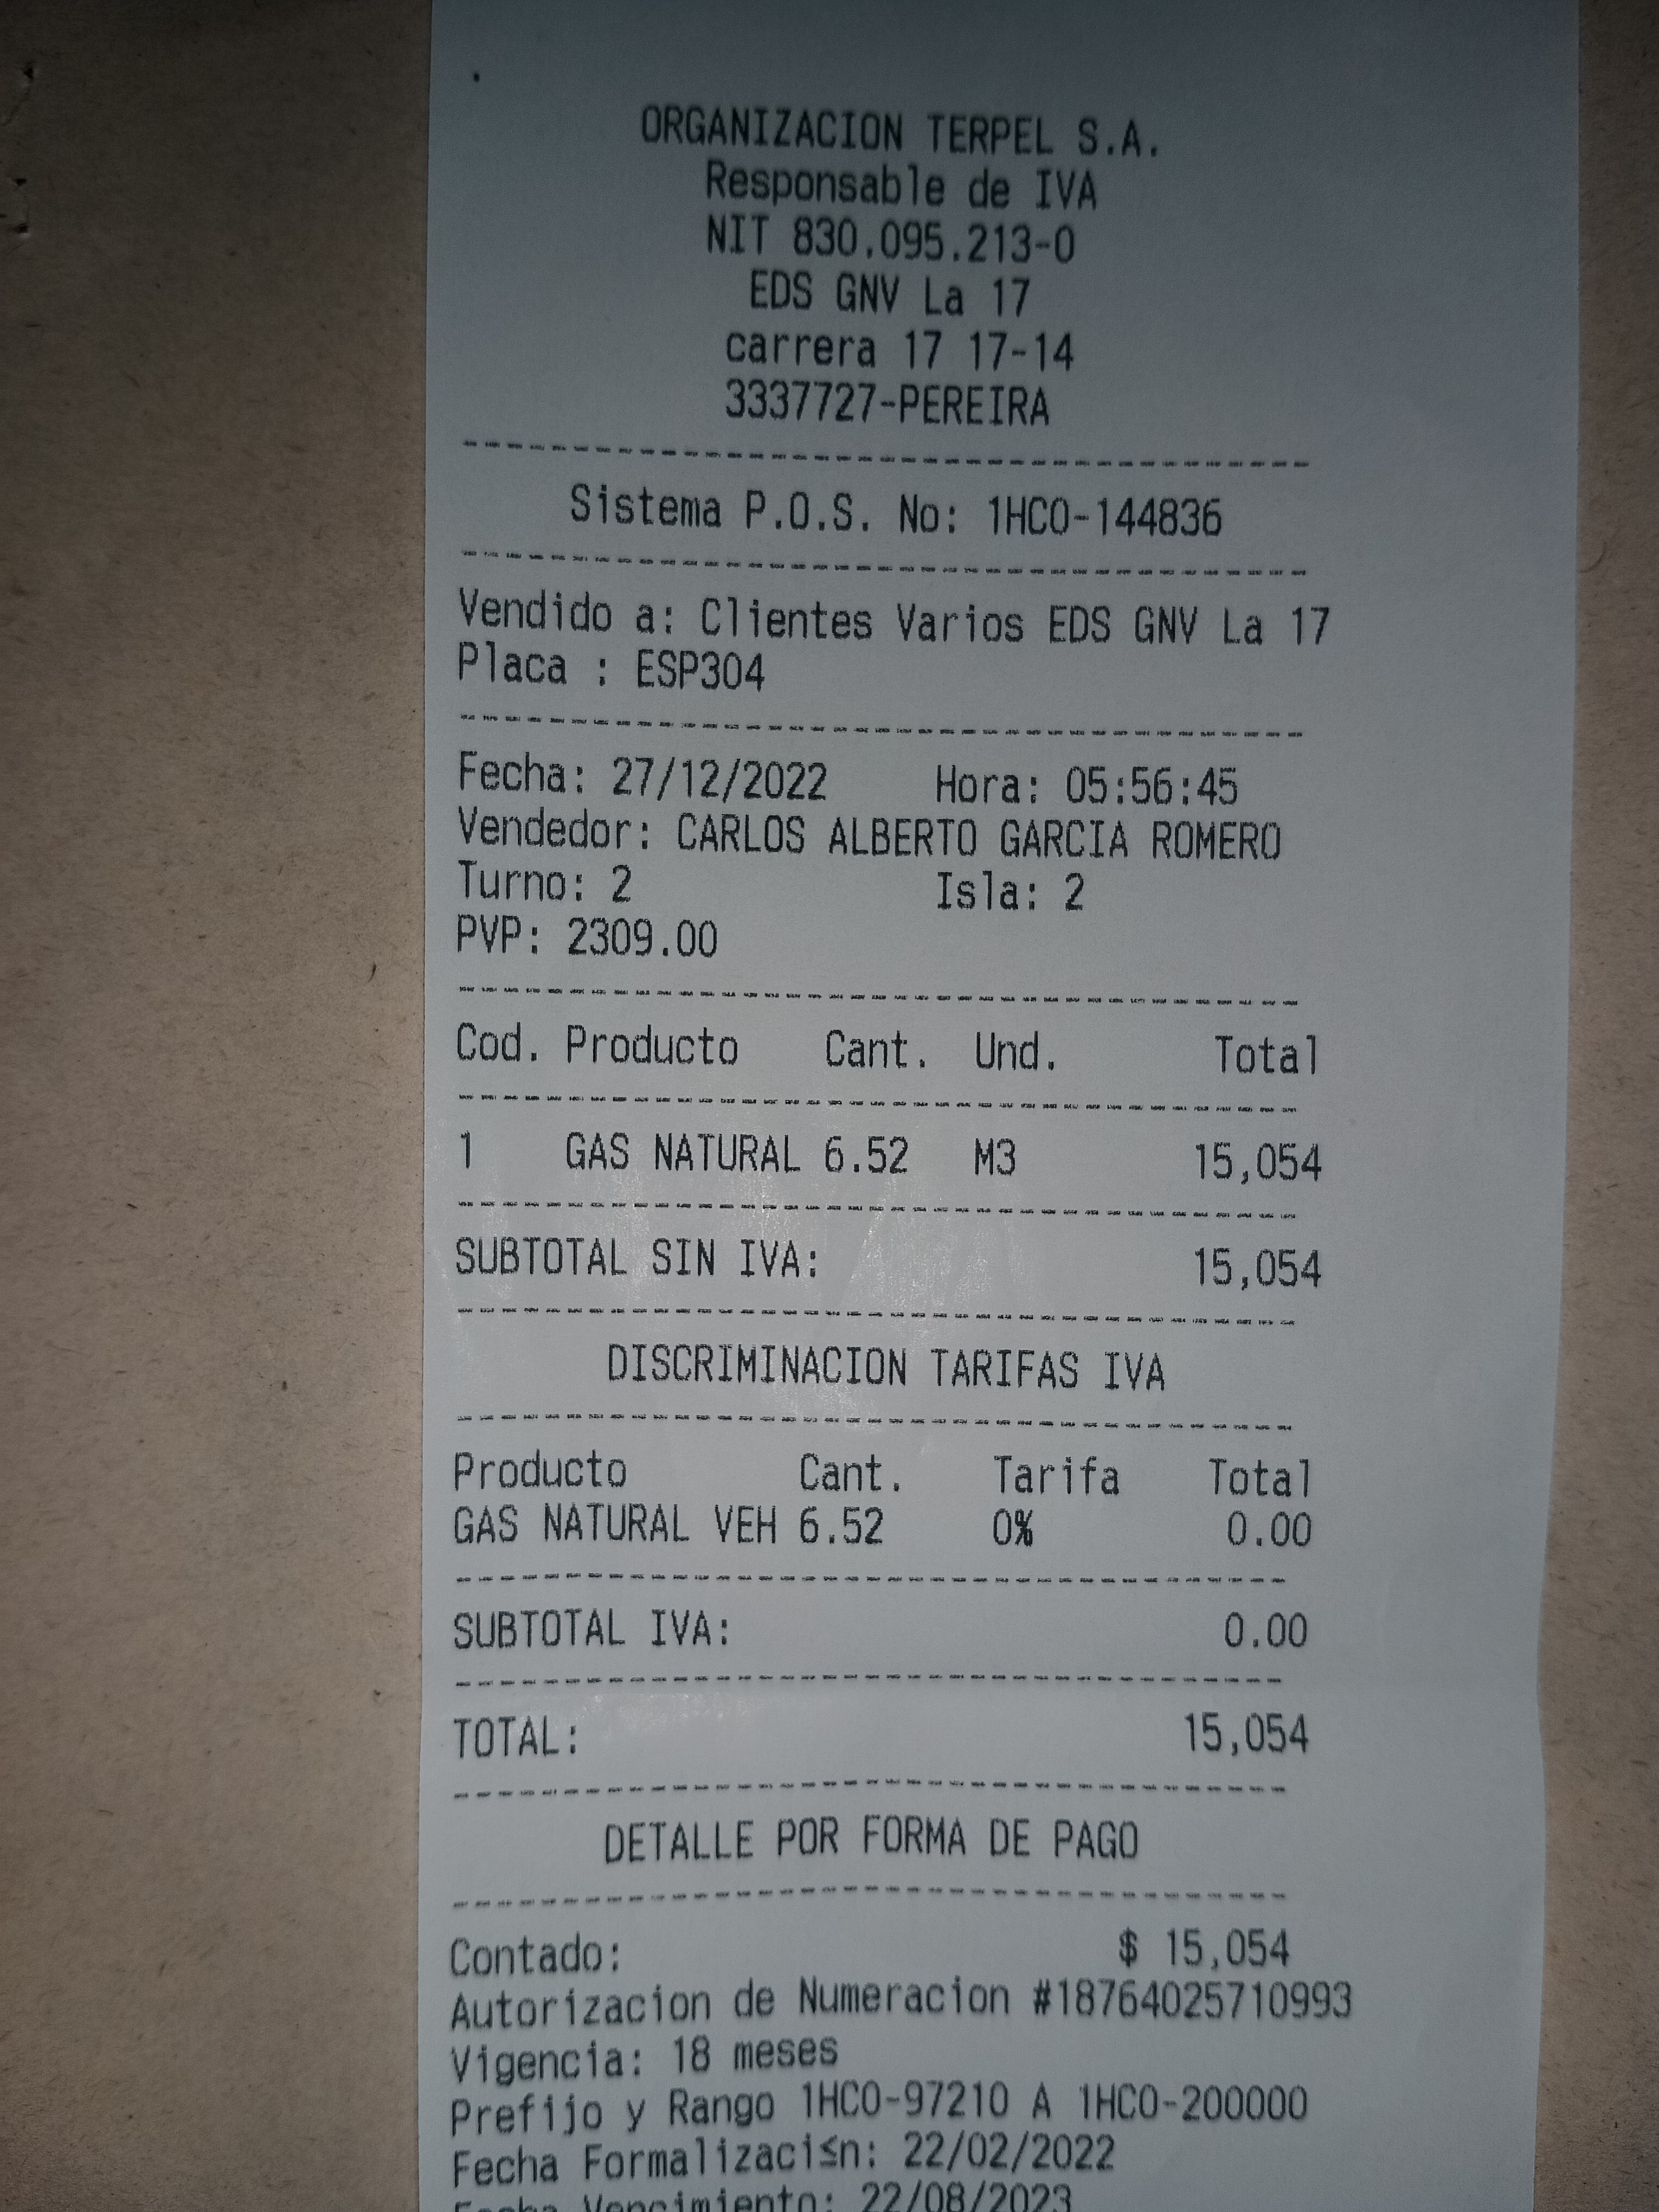 ORGANIZACION TERPEL S.A.
Responsable de IVA
NIT 830.095.213-0
EDS GNV La 17
carrera 17 17-14
3337727-PEREIRA
Sistema P.O.S. No: 1HCO-144836
Vendido a: Clientes Varios EDS GNV La 17
Placa : ESP304
Fecha: 27/12/2022 Hora: 05:56:45
Vendedor: CARLOS ALBERTO GARCIA ROMERO
Turno: 2 Isla: 2
PVP: 2309.00
Cod. Producto Cant. Und. Total
1 GAS NATURAL 6.52 M3 15,054
SUBTOTAL SIN IVA: 15,054
DISCRIMINACION TARIFAS IVA
Producto Cant. Tarifa Total
GAS NATURAL VEH 6.52 0% 0.00
SUBTOTAL IVA: 0.00
TOTAL: 15,054
DETALLE POR FORMA DE PAGO
Contado: $ 15,054
Autorizacion de Numeracion #18764025710993
Vigencia: 18 meses
Prefijo y Rango 1HCO-97210 A 1HCO-200000
Fecha Formalizaci≤n: 22/02/2022
Fecha Vencimiento: 22/08/2023